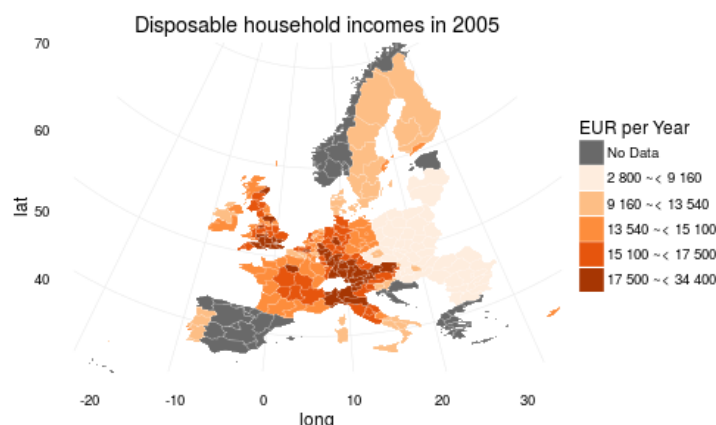 Disposable household incomes in 2005
70
60
50
40
lat
-20
-10
0
10
20
30
long
EUR per Year
No Data
2 800 ~< 9 160
9 160 ~< 13 540
13 540 ~< 15 100
15 100 ~< 17 500
17 500 ~< 34 400